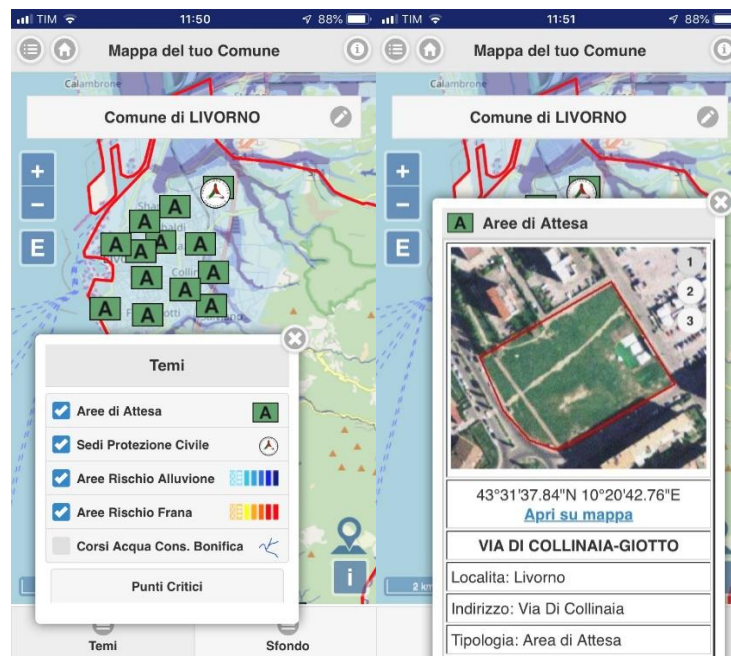 TIM 11:50 88%
Mappa del tuo Comune
Calambrone
Comune di LIVORNO
+
-
E
A
A
A
A
A
A
A
A
A
A
A
A
A
Temi
Aree di Attesa A
Sedi Protezione Civile
Aree Rischio Alluvione
Aree Rischio Frana
Corsi Acqua Cons. Bonifica
Punti Critici
i
Temi Sfondo
TIM 11:51 88%
Mappa del tuo Comune
Comune di LIVORNO
+
-
E
A Aree di Attesa
1
2
3
43°31'37.84"N 10°20'42.76"E
Apri su mappa
VIA DI COLLINAIA-GIOTTO
Localita: Livorno
Indirizzo: Via Di Collinaia
Tipologia: Area di Attesa
2 km